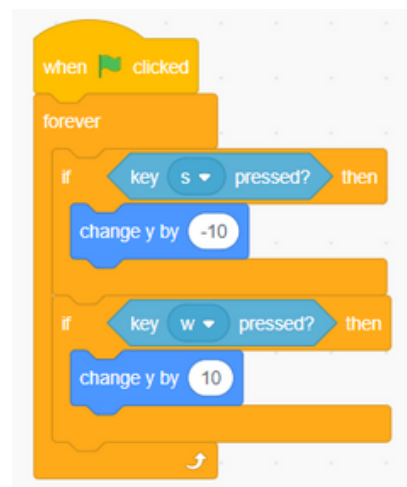 when clicked
forever
if key s pressed? then
change y by -10
if key w pressed? then
change y by 10